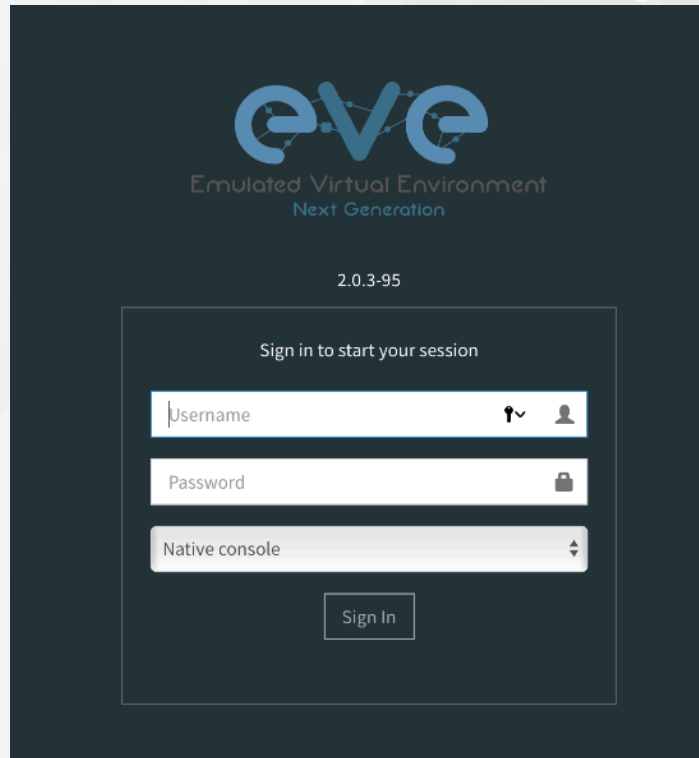 eve
Emulated Virtual Environment
Next Generation
2.0.3-95
Sign in to start your session
Username
Password
Native console
Sign In